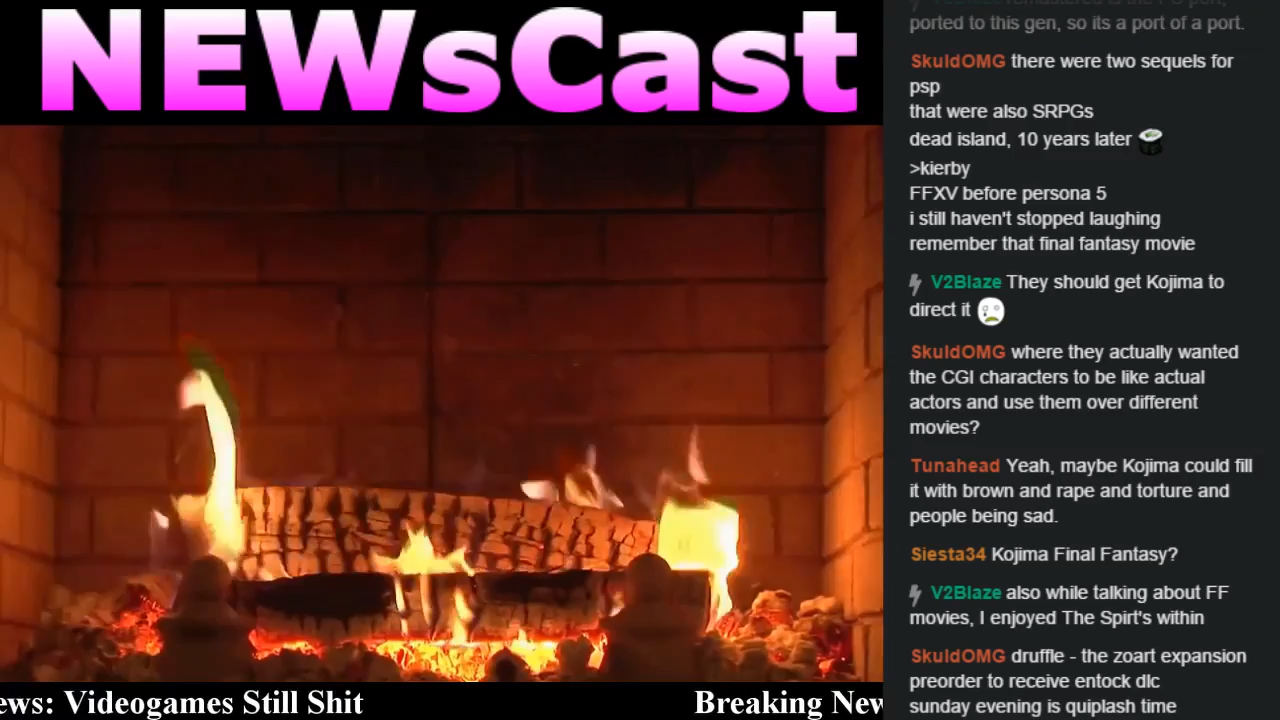 NEWsCast
ported to this gen, so its a port of a port.
SkuldOMG there were two sequels for
psp
that were also SRPGs
dead island, 10 years later
>kierby
FFXV before persona 5
i still haven't stopped laughing
remember that final fantasy movie
V2Blaze They should get Kojima to
direct it
SkuldOMG where they actually wanted
the CGI characters to be like actual
actors and use them over different
movies?
Tunahead Yeah, maybe Kojima could fill
it with brown and rape and torture and
people being sad.
Siesta34 Kojima Final Fantasy?
V2Blaze also while talking about FF
movies, I enjoyed The Spirt's within
SkuldOMG druffle - the zoart expansion
preorder to receive entock dlc
sunday evening is quiplash time
ews: Videogames Still Shit
Breaking New